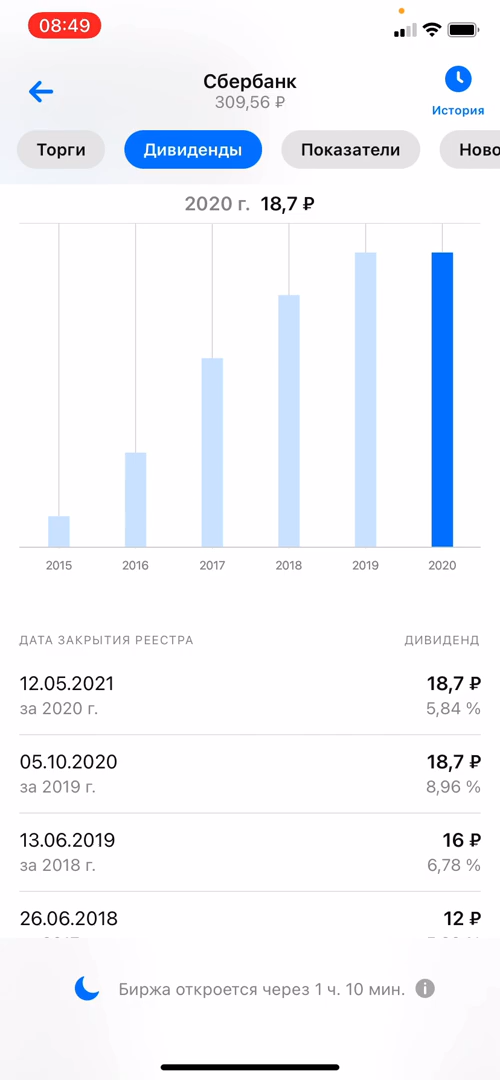 08:49
Сбербанк
309,56 ₽
История
Торги
Дивиденды
Показатели
Ново
2020 г. 18,7 ₽
2015 2016 2017 2018 2019 2020
ДАТА ЗАКРЫТИЯ РЕЕСТРА ДИВИДЕНД
12.05.2021 18,7 ₽
за 2020 г. 5,84 %
05.10.2020 18,7 ₽
за 2019 г. 8,96 %
13.06.2019 16 ₽
за 2018 г. 6,78 %
26.06.2018 12 ₽
Биржа откроется через 1 ч. 10 мин.